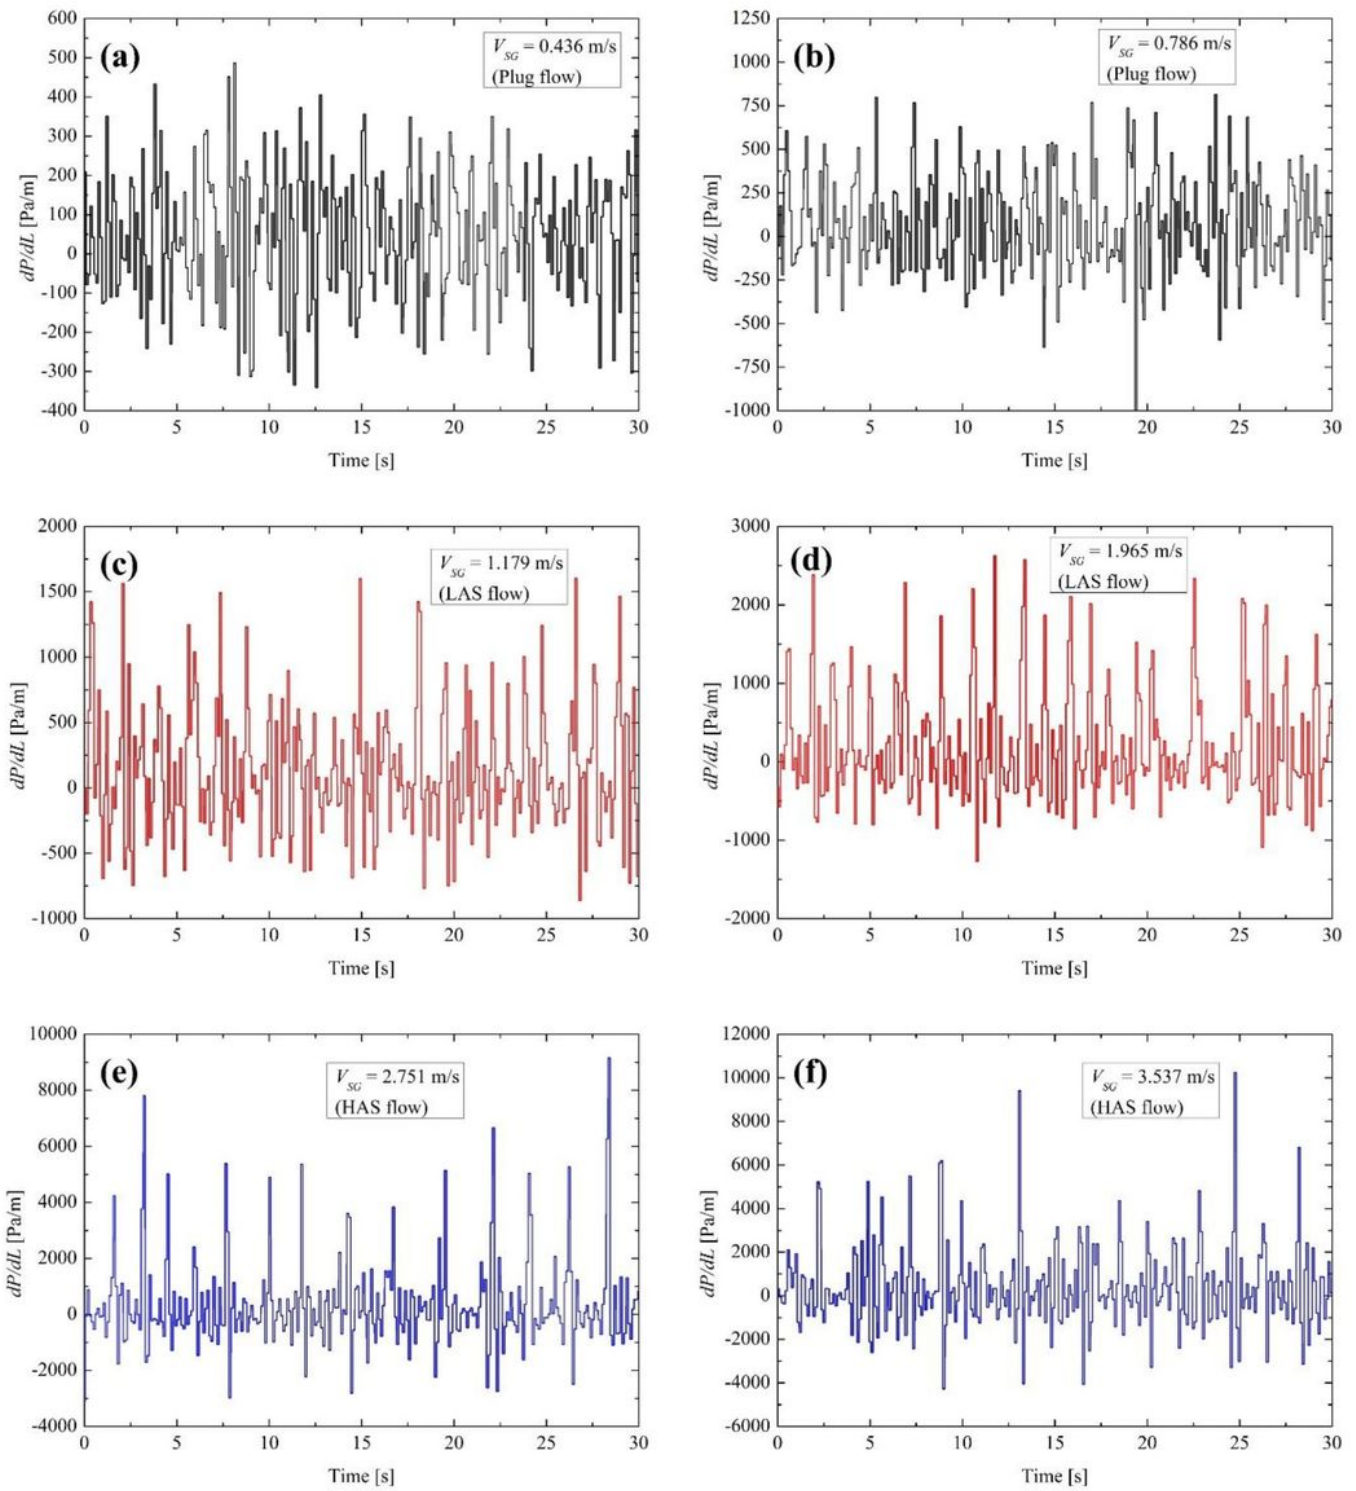 (a)
V_SG = 0.436 m/s
(Plug flow)
600
500
400
300
200
100
0
-100
-200
-300
-400
dP/dL [Pa/m]
0 5 10 15 20 25 30
Time [s]
(b)
V_SG = 0.786 m/s
(Plug flow)
1250
1000
750
500
250
0
-250
-500
-750
-1000
dP/dL [Pa/m]
0 5 10 15 20 25 30
Time [s]
(c)
V_SG = 1.179 m/s
(LAS flow)
2000
1500
1000
500
0
-500
-1000
dP/dL [Pa/m]
0 5 10 15 20 25 30
Time [s]
(d)
V_SG = 1.965 m/s
(LAS flow)
3000
2000
1000
0
-1000
-2000
dP/dL [Pa/m]
0 5 10 15 20 25 30
Time [s]
(e)
V_SG = 2.751 m/s
(HAS flow)
10000
8000
6000
4000
2000
0
-2000
-4000
dP/dL [Pa/m]
0 5 10 15 20 25 30
Time [s]
(f)
V_SG = 3.537 m/s
(HAS flow)
12000
10000
8000
6000
4000
2000
0
-2000
-4000
-6000
dP/dL [Pa/m]
0 5 10 15 20 25 30
Time [s]